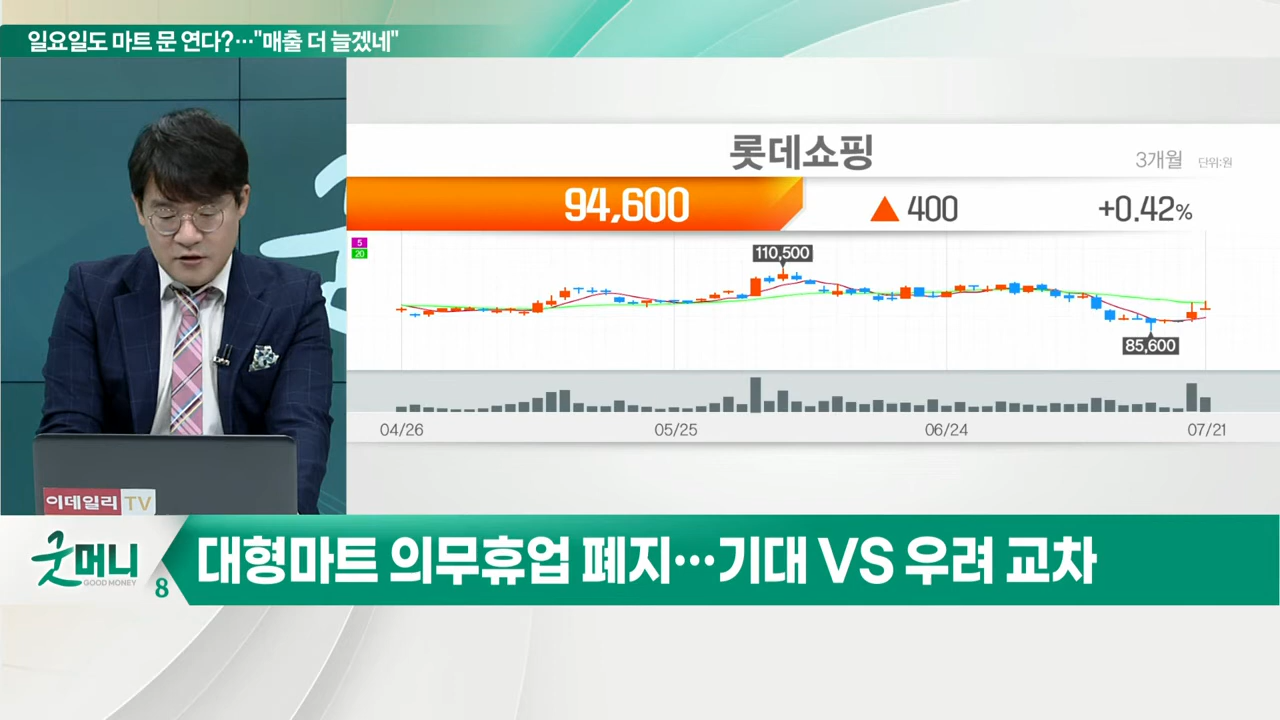 일요일도 마트 문 연다?…"매출 더 늘겠네"
롯데쇼핑
3개월 단위:원
94,600 ▲ 400 +0.42%
5
20
110,500
85,600
04/26 05/25 06/24 07/21
이데일리 TV
굿머니
GOOD MONEY
8
대형마트 의무휴업 폐지…기대 VS 우려 교차